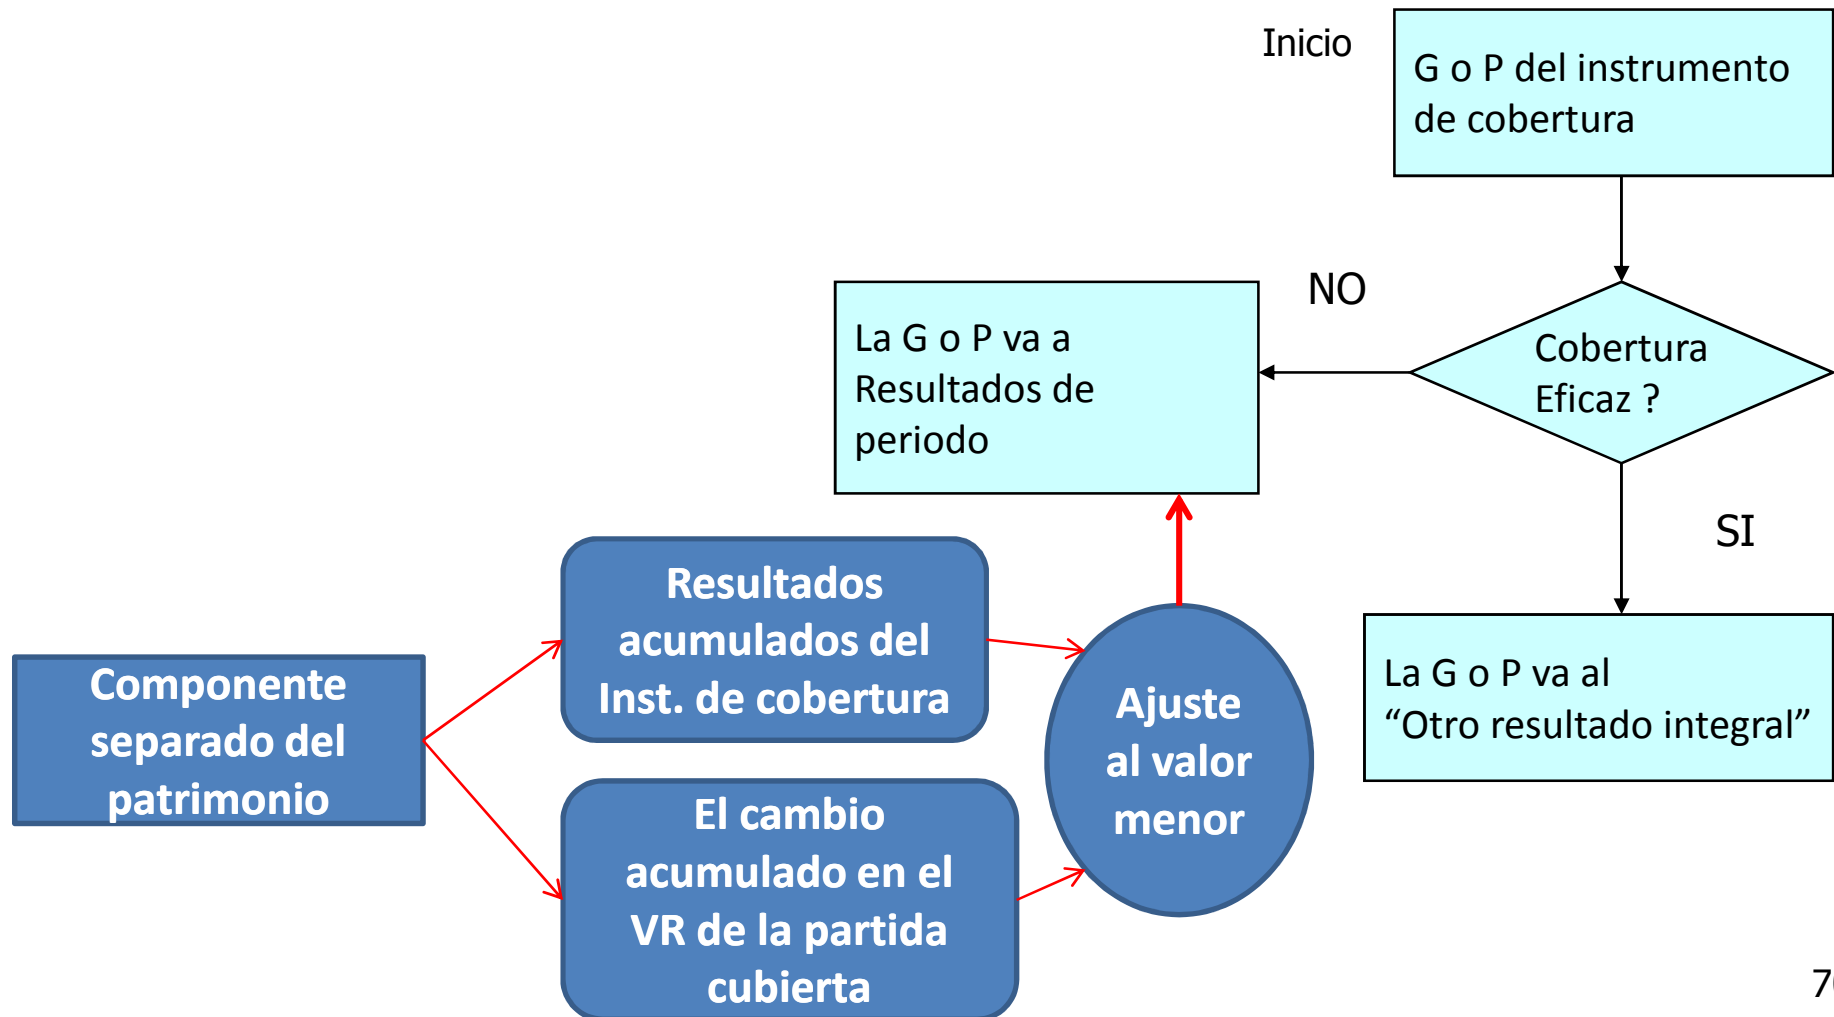 Inicio
G o P del instrumento
de cobertura
NO
Cobertura
Eficaz ?
La G o P va a
Resultados de
periodo
SI
La G o P va al
“Otro resultado integral”
Componente
separado del
patrimonio
Resultados
acumulados del
Inst. de cobertura
El cambio
acumulado en el
VR de la partida
cubierta
Ajuste
al valor
menor